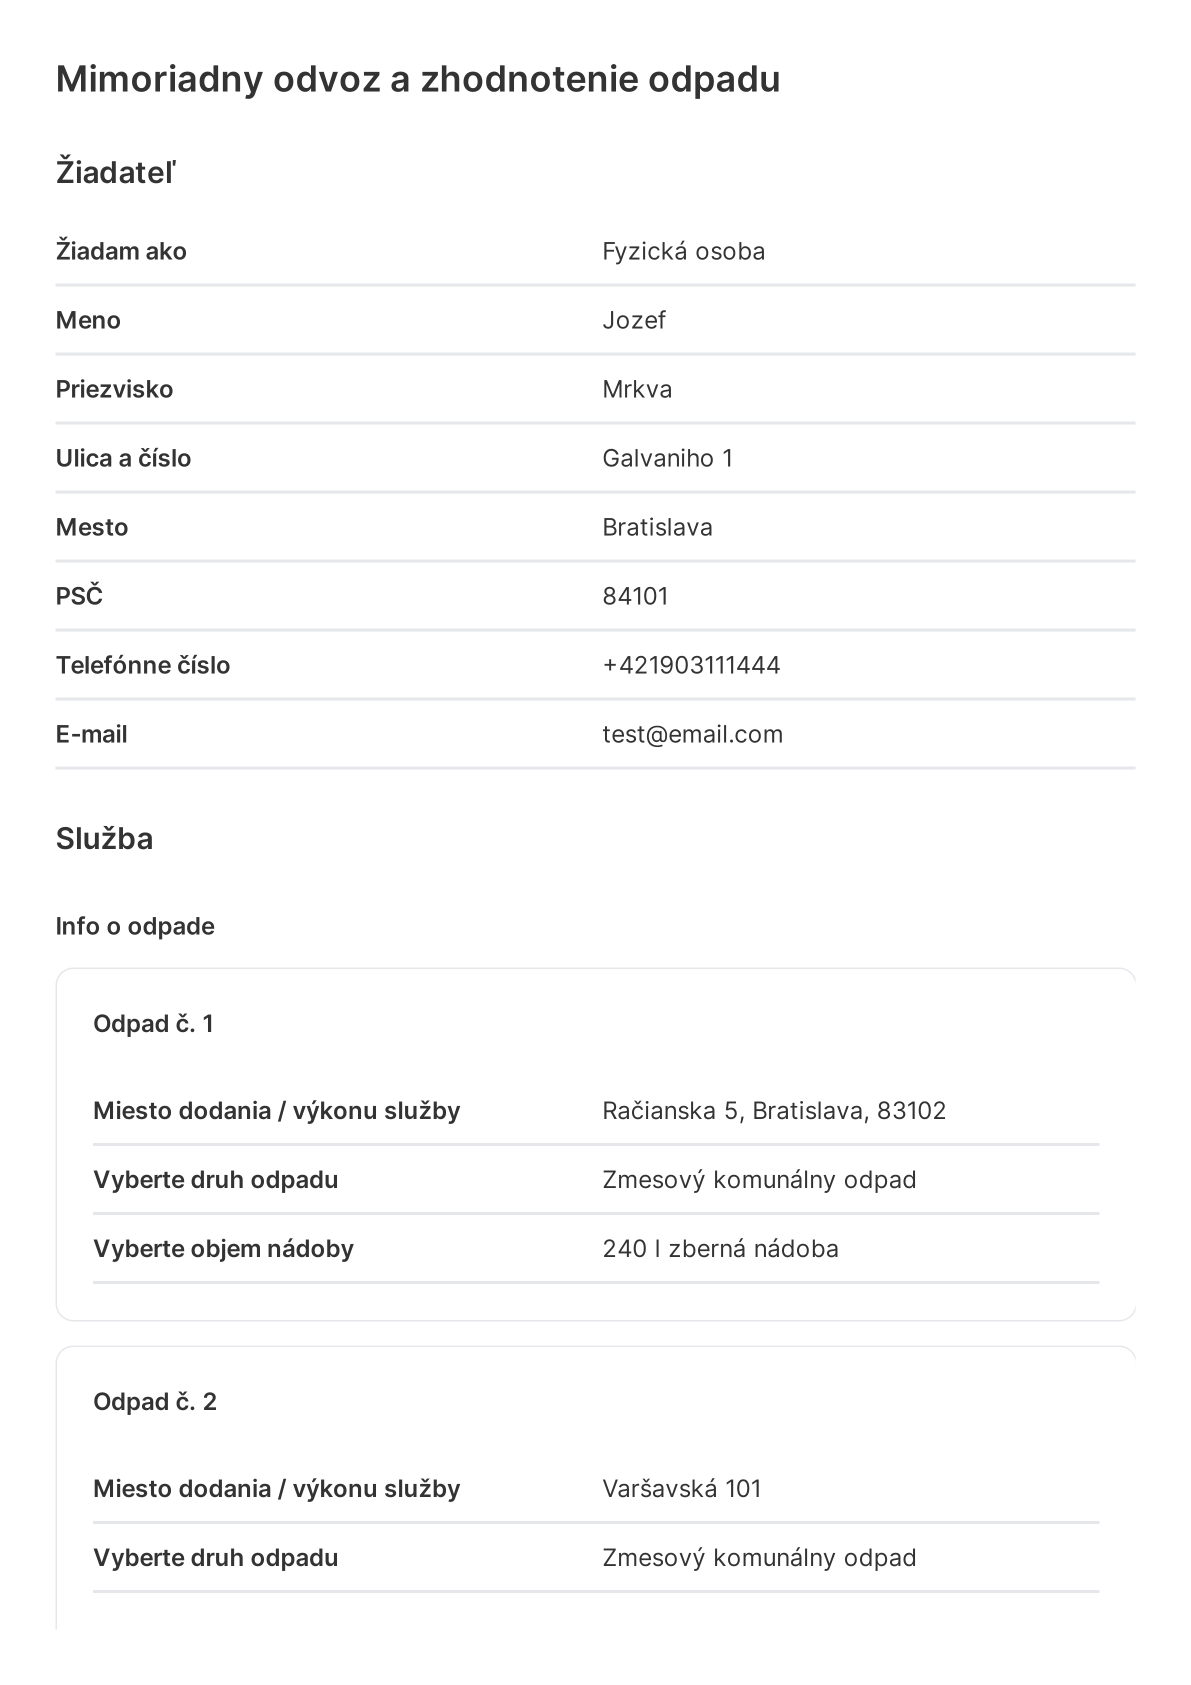 Mimoriadny odvoz a zhodnotenie odpadu
Žiadateľ
Žiadam ako Fyzická osoba
Meno Jozef
Priezvisko Mrkva
Ulica a číslo Galvaniho 1
Mesto Bratislava
PSČ 84101
Telefónne číslo +421903111444
E-mail test@email.com
Služba
Info o odpade
Odpad č. 1
Miesto dodania / výkonu služby Račianska 5, Bratislava, 83102
Vyberte druh odpadu Zmesový komunálny odpad
Vyberte objem nádoby 240 l zberná nádoba
Odpad č. 2
Miesto dodania / výkonu služby Varšavská 101
Vyberte druh odpadu Zmesový komunálny odpad